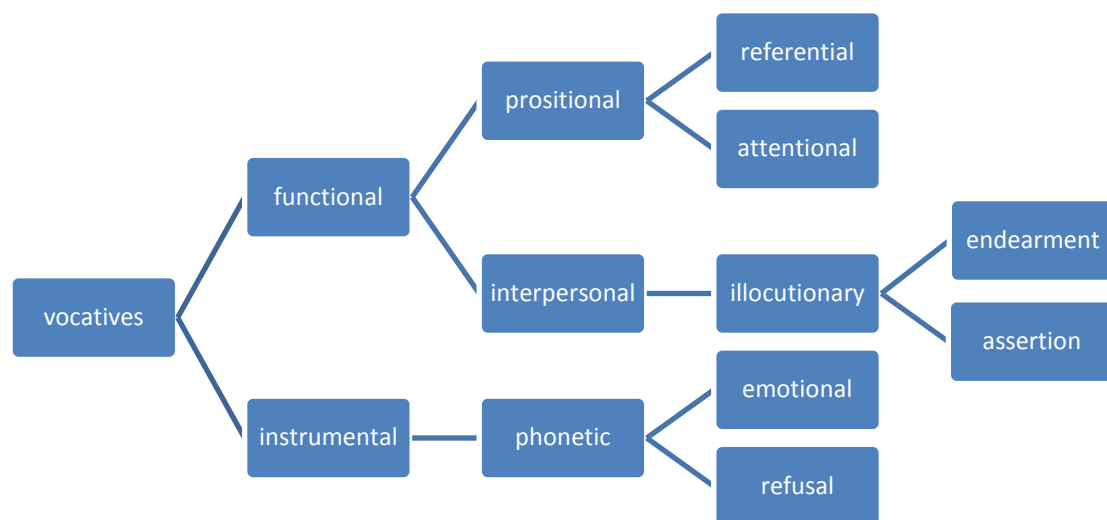 referential
prositional
attentional
functional
endearment
interpersonal
illocutionary
vocatives
assertion
emotional
instrumental
phonetic
refusal